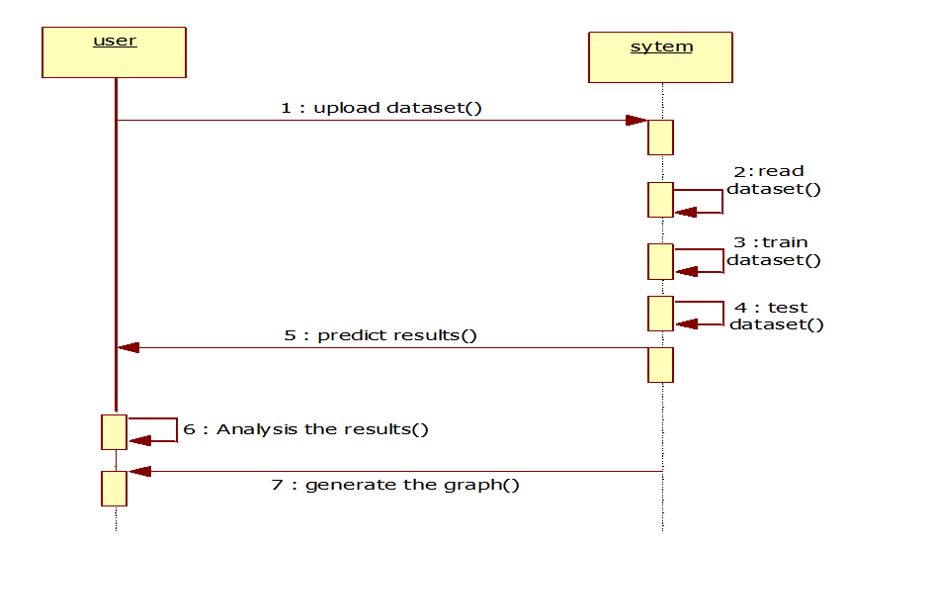 user
sytem
1 : upload dataset()
2:read
dataset()
3 :train
dataset()
4 : test
dataset()
5 : predict results()
6 : Analysis the results()
7 : generate the graph()